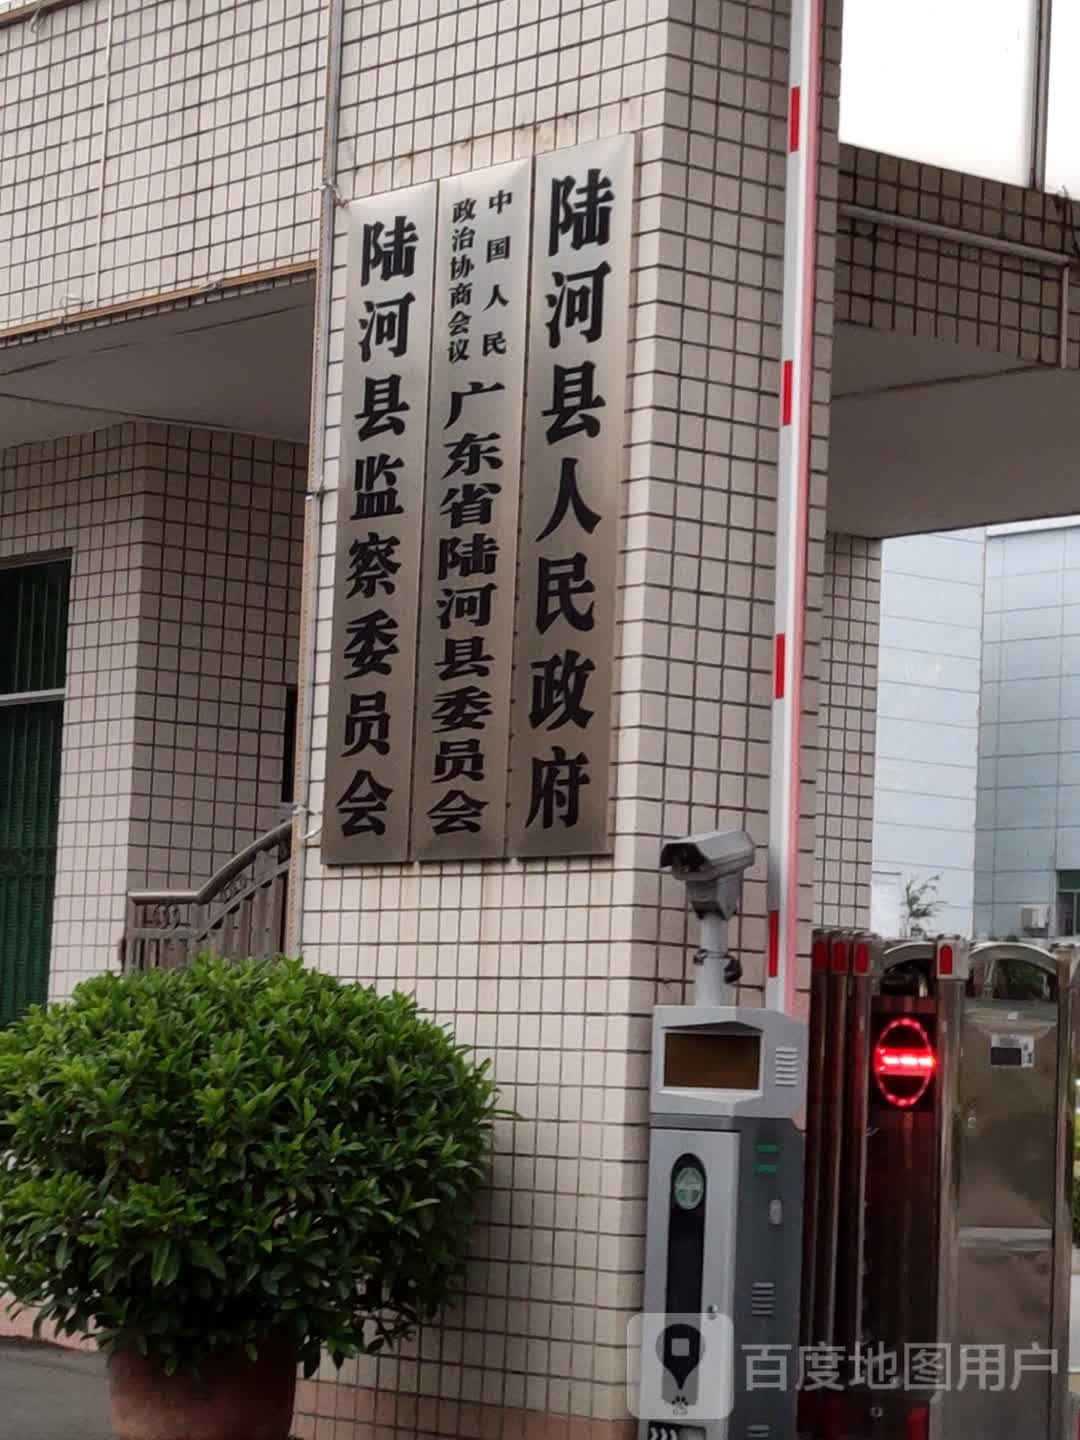 陆河县人民政府
中国人民
政治协商会议
广东省陆河县委员会
陆河县监察委员会
百度地图用户